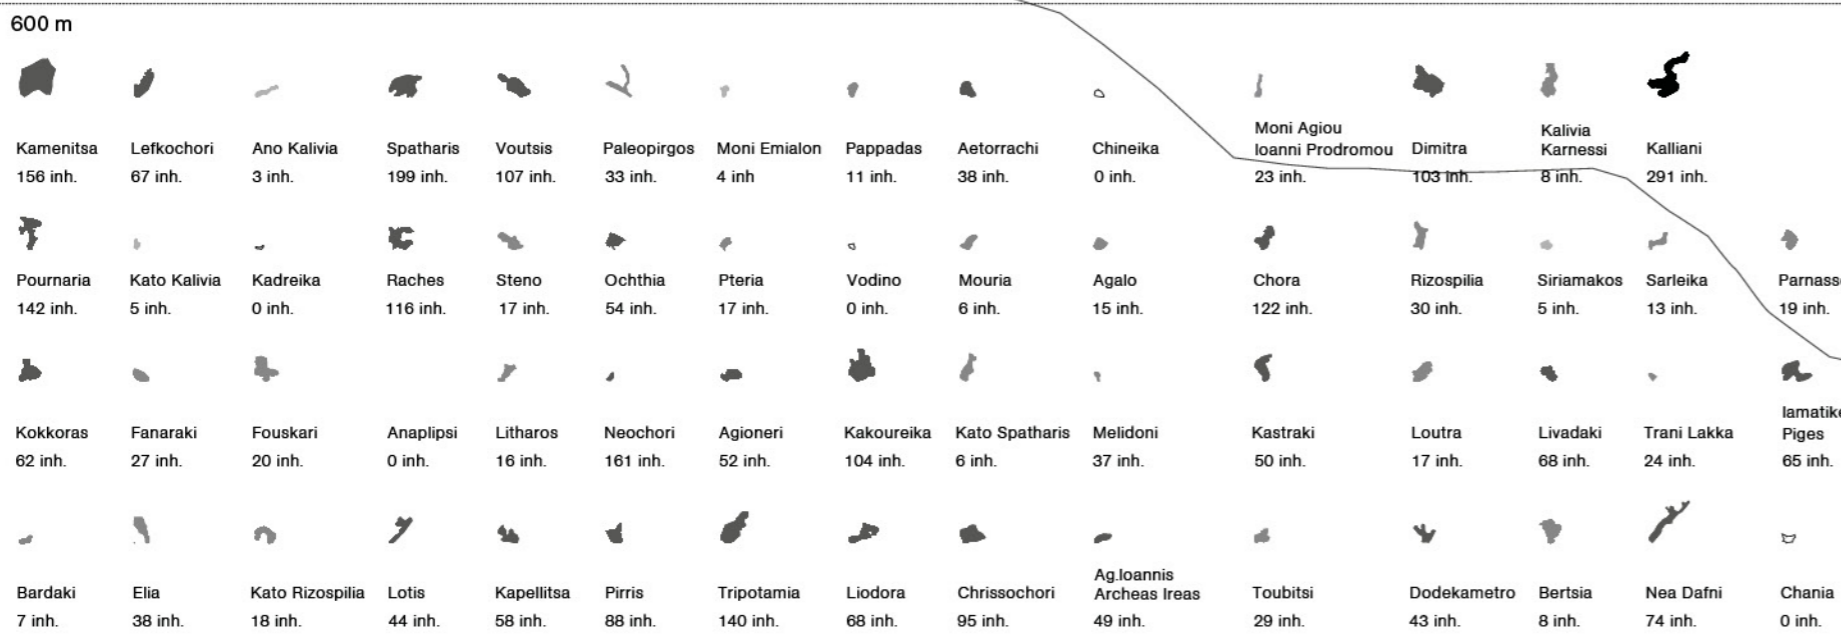 600 m
Moni Agiou
Ioanni Prodromou
Kalivia
Karnessi
Kamenitsa Lefkochori Ano Kalivia Spatharis Voutsis Paleopirgos Moni Emialon Pappadas Aetorrachi Chineika Dimitra Kalliani
156 inh. 67 inh. 3 inh. 199 inh. 107 inh. 33 inh. 4 inh 11 inh. 38 inh. 0 inh. 23 inh. 103 inh. 8 inh. 291 inh.
Pournaria Kato Kalivia Kadreika Raches Steno Ochthia Pteria Vodino Mouria Agalo Chora Rizospilia Siriamakos Sarleika
142 inh. 5 inh. 0 inh. 116 inh. 17 inh. 54 inh. 17 inh. 0 inh. 6 inh. 15 inh. 122 inh. 30 inh. 5 inh. 13 inh. 19 inh.
Kokkoras Fanaraki Fouskari Anaplipsi Litharos Neochori Agioneri Kakoureika Kato Spatharis Melidoni Kastraki Loutra Livadaki Trani Lakka Piges
62 inh. 27 inh. 20 inh. 0 inh. 16 inh. 161 inh. 52 inh. 104 inh. 6 inh. 37 inh. 50 inh. 17 inh. 68 inh. 24 inh. 65 inh.
Ag.Ioannis
Archeas Ireas
Bardaki Elia Kato Rizospilia Lotis Kapellitsa Pirris Tripotamia Liodora Chrissochori Toubitsi Dodekametro Bertsia Nea Dafni Chania
7 inh. 38 inh. 18 inh. 44 inh. 58 inh. 88 inh. 140 inh. 68 inh. 95 inh. 49 inh. 29 inh. 43 inh. 8 inh. 74 inh. 0 inh.